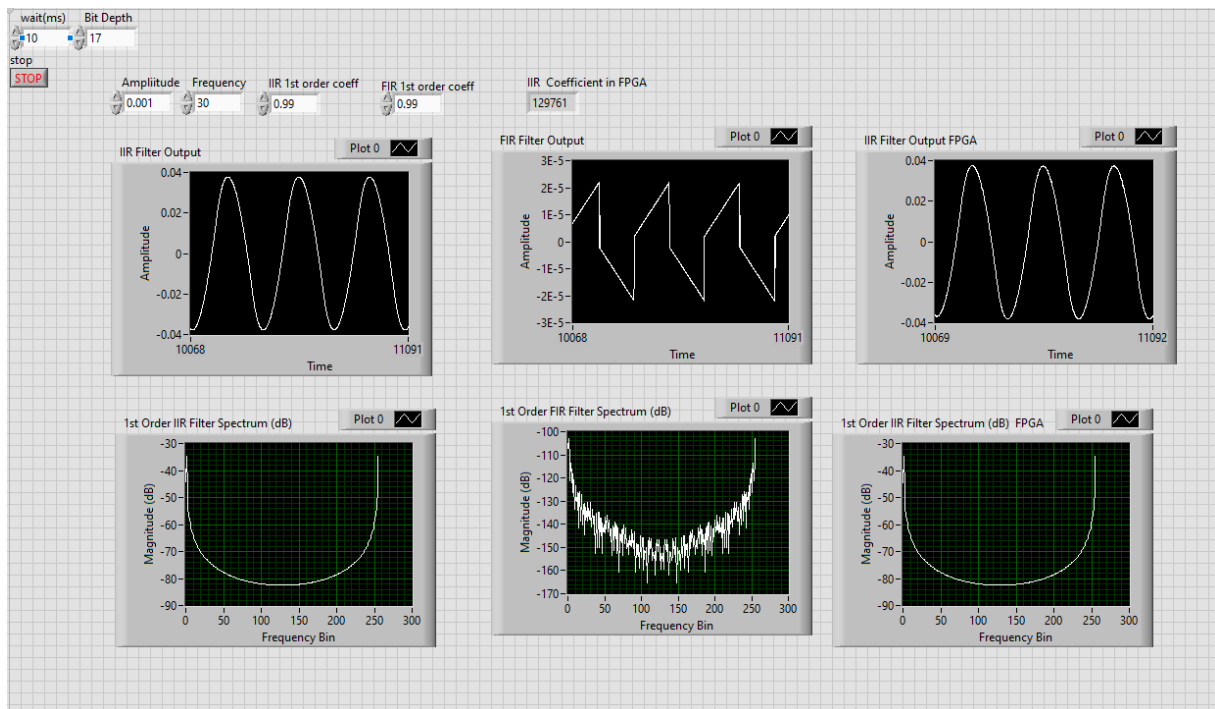 wait(ms) Bit Depth
10 17
stop
STOP
Ampliitude Frequency IIR 1st order coeff FIR 1st order coeff IIR Coefficient in FPGA
0.001 30 0.99 0.99 129761
IIR Filter Output Plot 0
0.04
0.02
0
-0.02
-0.04
Amplitude
10068 11091
Time
FIR Filter Output Plot 0
3E-5
2E-5
1E-5
0
-1E-5
-2E-5
-3E-5
Amplitude
10068 11091
Time
IIR Filter Output FPGA Plot 0
0.04
0.02
0
-0.02
-0.04
Amplitude
10069 11092
Time
1st Order IIR Filter Spectrum (dB) Plot 0
-30
-40
-50
-60
-70
-80
-90
Magnitude (dB)
0 50 100 150 200 250 300
Frequency Bin
1st Order FIR Filter Spectrum (dB) Plot 0
-100
-110
-120
-130
-140
-150
-160
-170
Magnitude (dB)
0 50 100 150 200 250 300
Frequency Bin
1st Order IIR Filter Spectrum (dB) FPGA Plot 0
-30
-40
-50
-60
-70
-80
-90
Magnitude (dB)
0 50 100 150 200 250 300
Frequency Bin